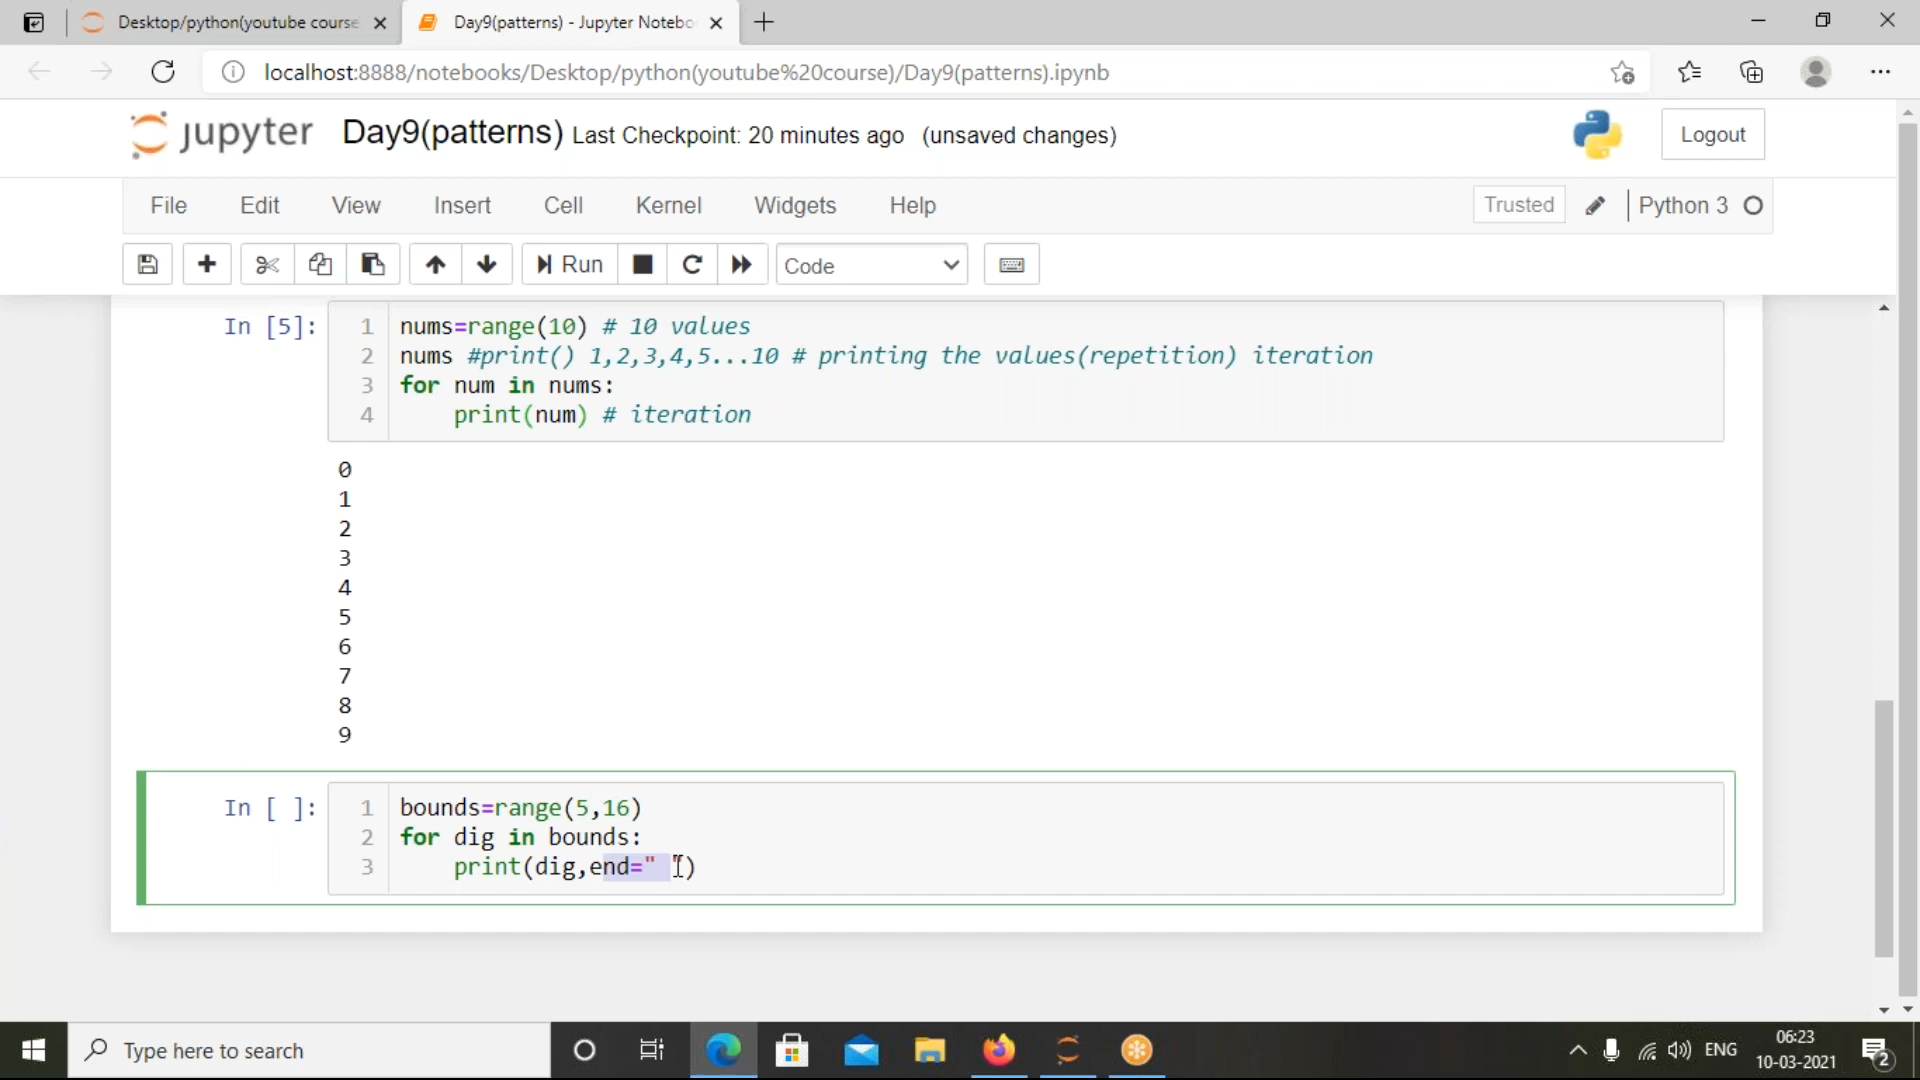 Desktop/python(youtube course
Day9(patterns) - Jupyter Notebo
localhost:8888/notebooks/Desktop/python(youtube%20course)/Day9(patterns).ipynb
jupyter Day9(patterns) Last Checkpoint: 20 minutes ago (unsaved changes)
Logout
File Edit View Insert Cell Kernel Widgets Help
Trusted
Python 3
Run
Code
In [5]:
1 nums=range(10) # 10 values
2 nums #print() 1,2,3,4,5...10 # printing the values(repetition) iteration
3 for num in nums:
4 print(num) # iteration
0
1
2
3
4
5
6
7
8
9
In [ ]:
1 bounds=range(5,16)
2 for dig in bounds:
3 print(dig,end=" ")
Type here to search
ENG
06:23
10-03-2021
2